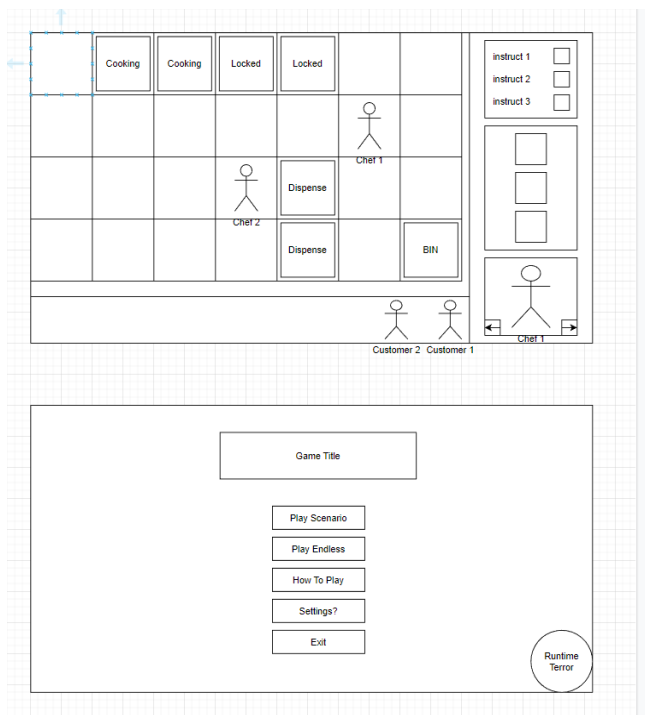 Cooking
Cooking
Locked
Locked
instruct 1
instruct 2
instruct 3
Chef 1
Chef 2
Dispense
Dispense
BIN
Chef 1
Customer 2
Customer 1
Game Title
Play Scenario
Play Endless
How To Play
Settings?
Exit
Runtime
Terror